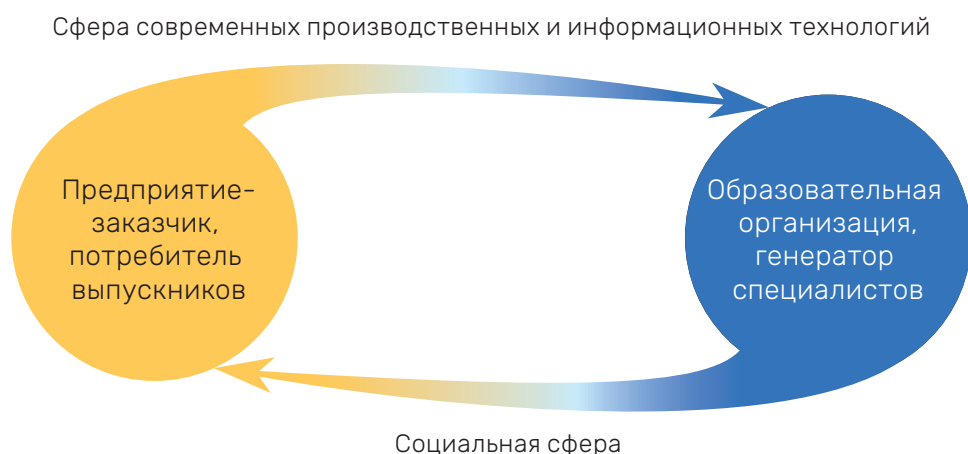 Сфера современных производственных и информационных технологий
Предприятие-
заказчик,
потребитель
выпускников
Образовательная
организация,
генератор
специалистов
Социальная сфера